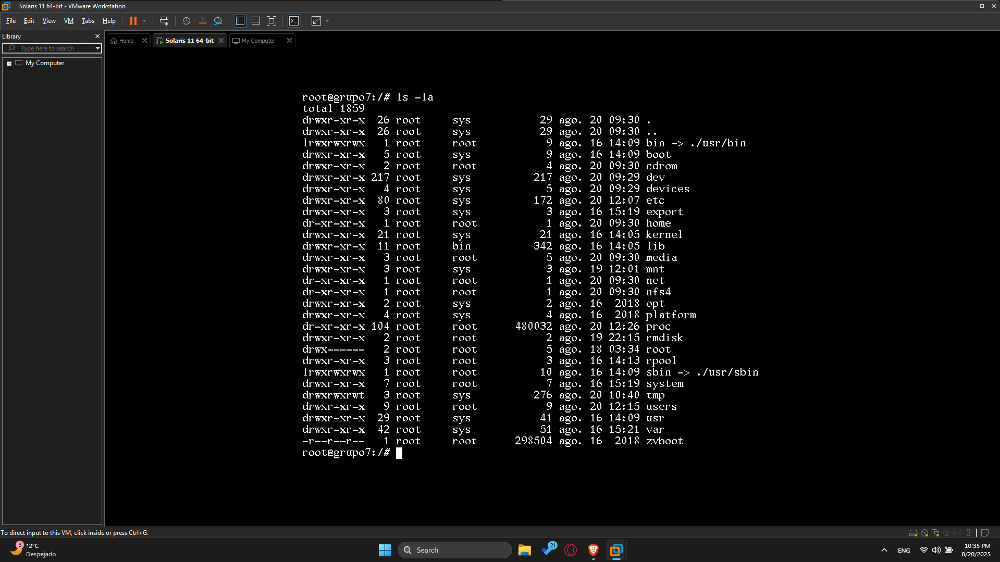 Solaris 11 64-bit - VMware Workstation
File Edit View VM Tabs Help
Library
Type here to search
My Computer
Home
Solaris 11 64-bit
My Computer
root@grupo7:/# ls -la
total 1859
drwxr-xr-x 26 root sys 29 ago. 20 09:30 .
drwxr-xr-x 26 root sys 29 ago. 20 09:30 ..
lrwxrwxrwx 1 root root 9 ago. 16 14:09 bin -> ./usr/bin
drwxr-xr-x 5 root sys 9 ago. 16 14:09 boot
drwxr-xr-x 2 root root 4 ago. 20 09:30 cdrom
drwxr-xr-x 217 root sys 217 ago. 20 09:29 dev
drwxr-xr-x 4 root sys 5 ago. 20 09:29 devices
drwxr-xr-x 80 root sys 172 ago. 20 12:07 etc
drwxr-xr-x 3 root sys 3 ago. 16 15:19 export
dr-xr-xr-x 1 root root 1 ago. 20 09:30 home
drwxr-xr-x 21 root sys 21 ago. 16 14:05 kernel
drwxr-xr-x 11 root bin 342 ago. 16 14:05 lib
drwxr-xr-x 3 root root 5 ago. 20 09:30 media
drwxr-xr-x 3 root sys 3 ago. 19 12:01 mnt
dr-xr-xr-x 1 root root 1 ago. 20 09:30 net
dr-xr-xr-x 1 root root 1 ago. 20 09:30 nfs4
drwxr-xr-x 2 root sys 2 ago. 16 2018 opt
drwxr-xr-x 4 root sys 4 ago. 16 2018 platform
dr-xr-xr-x 104 root root 480032 ago. 20 12:26 proc
drwxr-xr-x 2 root root 2 ago. 19 22:15 rmdisk
drwx------ 2 root root 5 ago. 18 03:34 root
drwxr-xr-x 3 root root 3 ago. 16 14:13 rpool
lrwxrwxrwx 1 root root 10 ago. 16 14:09 sbin -> ./usr/sbin
drwxr-xr-x 7 root root 7 ago. 16 15:19 system
drwxrwxrwt 3 root sys 276 ago. 20 10:40 tmp
drwxr-xr-x 9 root root 9 ago. 20 12:15 users
drwxr-xr-x 29 root sys 41 ago. 16 14:09 usr
drwxr-xr-x 42 root sys 51 ago. 16 15:21 var
-r--r--r-- 1 root root 298504 ago. 16 2018 zvboot
root@grupo7:/#
To direct input to this VM, click inside or press Ctrl+G.
3
12°C
Despejado
Search
21
ENG
10:35 PM
8/20/2025